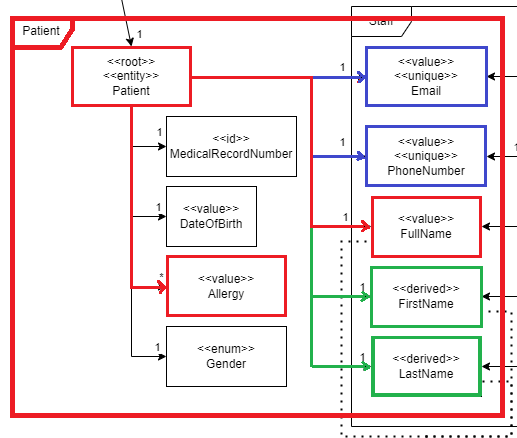 Patient
Staff
1
<<root>>
<<entity>>
Patient
1
<<value>>
<<unique>>
Email
1
<<id>>
MedicalRecordNumber
1
<<value>>
<<unique>>
PhoneNumber
1
1
<<value>>
DateOfBirth
1
<<value>>
FullName
*
<<value>>
Allergy
1
<<derived>>
FirstName
1
<<enum>>
Gender
1
<<derived>>
LastName